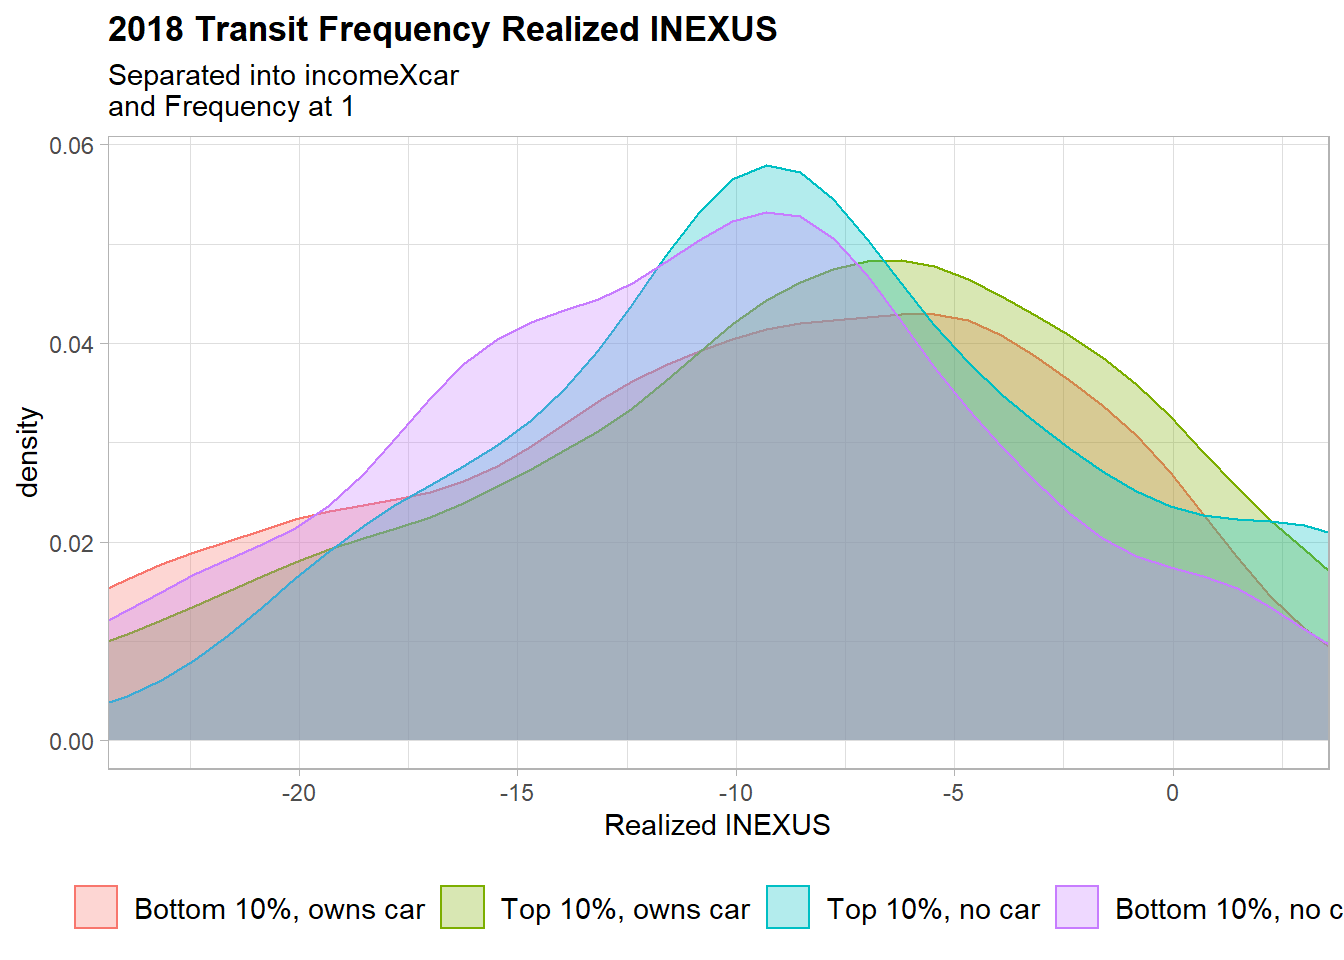 2018 Transit Frequency Realized INEXUS
Separated into incomeXcar
and Frequency at 1
0.06
0.04
0.02
0.00
density
-20 -15 -10 -5 0
Realized INEXUS
Bottom 10%, owns car Top 10%, owns car Top 10%, no car Bottom 10%, no c